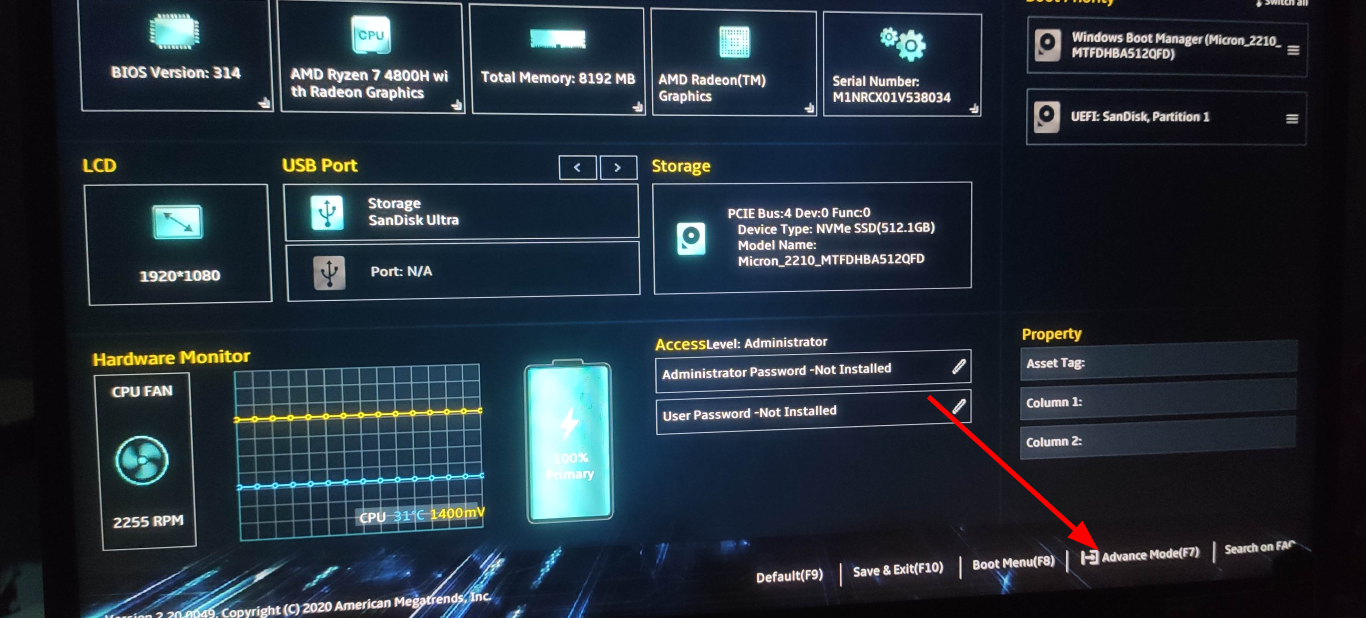 Boot Priority
Switch all
BIOS Version: 314
CPU
AMD Ryzen 7 4800H wi
th Radeon Graphics
Total Memory: 8192 MB
AMD Radeon(TM)
Graphics
Serial Number:
M1NRCX01V538034
Windows Boot Manager (Micron_2210_
MTFDHBA512QFD)
UEFI: SanDisk, Partition 1
LCD
1920*1080
USB Port
< >
Storage
SanDisk Ultra
Port: N/A
Storage
PCIE Bus:4 Dev:0 Func:0
Device Type: NVMe SSD(512.1GB)
Model Name:
Micron_2210_MTFDHBA512QFD
Hardware Monitor
CPU FAN
2255 RPM
CPU 31°C 1400mV
100%
Primary
AccessLevel: Administrator
Administrator Password -Not Installed
User Password -Not Installed
Property
Asset Tag:
Column 1:
Column 2:
Default(F9)
Save & Exit(F10)
Boot Menu(F8)
Advance Mode(F7)
Search on FAQ
Version 2.20.0049. Copyright (C) 2020 American Megatrends, Inc.